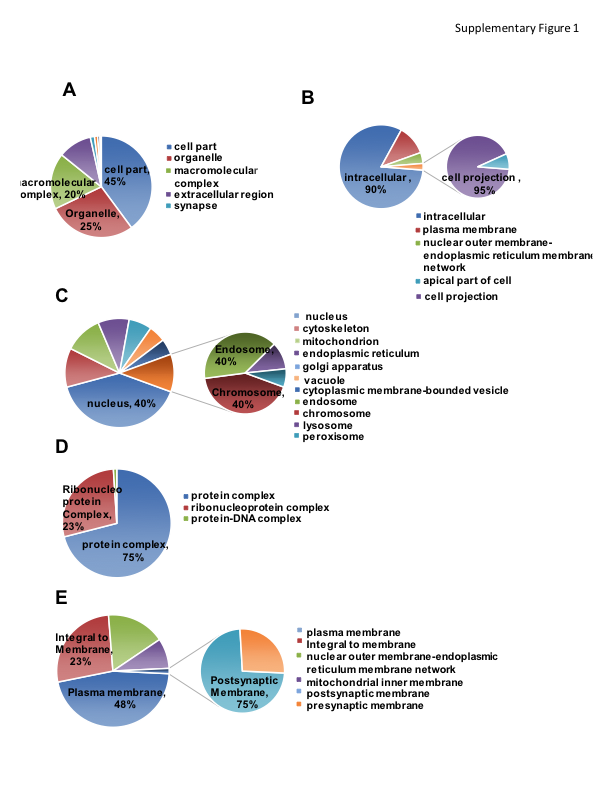 Supplementary Figure 1
A
cell part,
45%
acromolecular
omplex, 20%
Organelle,
25%
cell part
organelle
macromolecular
complex
extracellular region
synapse
B
intracellular ,
90%
cell projection ,
95%
intracellular
plasma membrane
nuclear outer membrane-
endoplasmic reticulum membrane
network
apical part of cell
cell projection
C
nucleus, 40%
Endosome,
40%
Chromosome,
40%
nucleus
cytoskeleton
mitochondrion
endoplasmic reticulum
golgi apparatus
vacuole
cytoplasmic membrane-bounded vesicle
endosome
chromosome
lysosome
peroxisome
D
Ribonucleo
protein
Complex,
23%
protein complex,
75%
protein complex
ribonucleoprotein complex
protein-DNA complex
E
Integral to
Membrane,
23%
Plasma membrane,
48%
Postsynaptic
Membrane,
75%
plasma membrane
Integral to membrane
nuclear outer membrane-endoplasmic
reticulum membrane network
mitochondrial inner membrane
postsynaptic membrane
presynaptic membrane